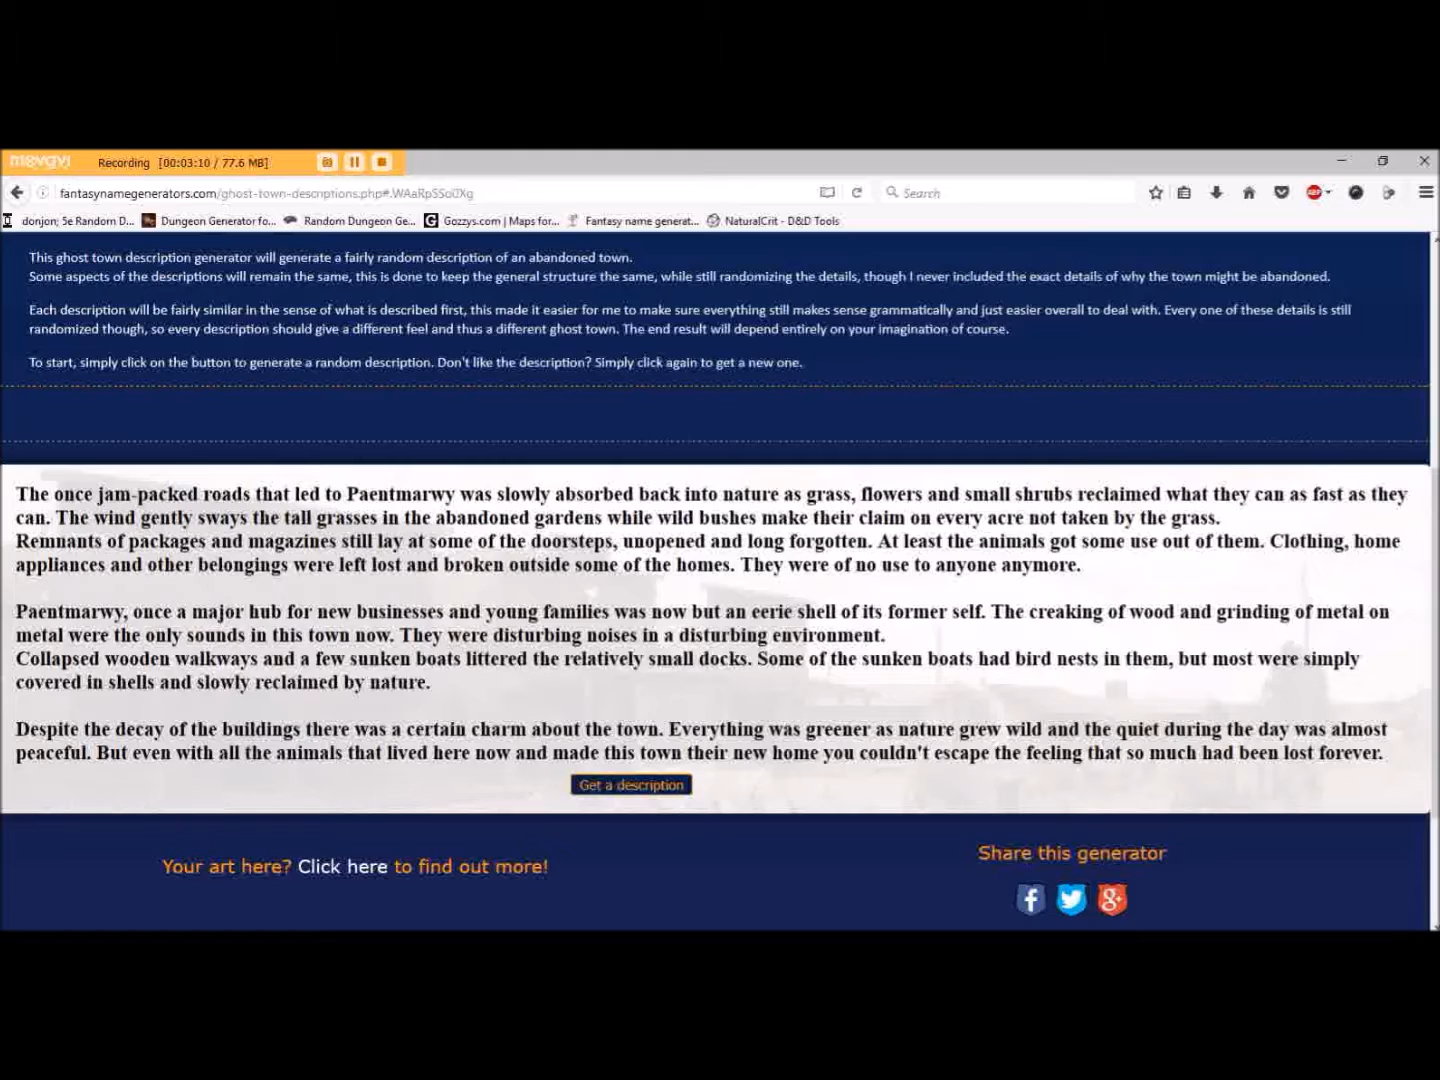 movavi Recording [00:03:10 / 77.6 MB]
fantasynamegenerators.com/ghost-town-descriptions.php#.WAaRpSSoiJXg Search
donjon; 5e Random D... Dungeon Generator fo... Random Dungeon Ge... Gozzys.com | Maps for... Fantasy name generat... NaturalCrit - D&D Tools
This ghost town description generator will generate a fairly random description of an abandoned town.
Some aspects of the descriptions will remain the same, this is done to keep the general structure the same, while still randomizing the details, though I never included the exact details of why the town might be abandoned.
Each description will be fairly similar in the sense of what is described first, this made it easier for me to make sure everything still makes sense grammatically and just easier overall to deal with. Every one of these details is still
randomized though, so every description should give a different feel and thus a different ghost town. The end result will depend entirely on your imagination of course.
To start, simply click on the button to generate a random description. Don't like the description? Simply click again to get a new one.
The once jam-packed roads that led to Paentmarwy was slowly absorbed back into nature as grass, flowers and small shrubs reclaimed what they can as fast as they
can. The wind gently sways the tall grasses in the abandoned gardens while wild bushes make their claim on every acre not taken by the grass.
Remnants of packages and magazines still lay at some of the doorsteps, unopened and long forgotten. At least the animals got some use out of them. Clothing, home
appliances and other belongings were left lost and broken outside some of the homes. They were of no use to anyone anymore.
Paentmarwy, once a major hub for new businesses and young families was now but an eerie shell of its former self. The creaking of wood and grinding of metal on
metal were the only sounds in this town now. They were disturbing noises in a disturbing environment.
Collapsed wooden walkways and a few sunken boats littered the relatively small docks. Some of the sunken boats had bird nests in them, but most were simply
covered in shells and slowly reclaimed by nature.
Despite the decay of the buildings there was a certain charm about the town. Everything was greener as nature grew wild and the quiet during the day was almost
peaceful. But even with all the animals that lived here now and made this town their new home you couldn't escape the feeling that so much had been lost forever.
Get a description
Your art here? Click here to find out more!
Share this generator